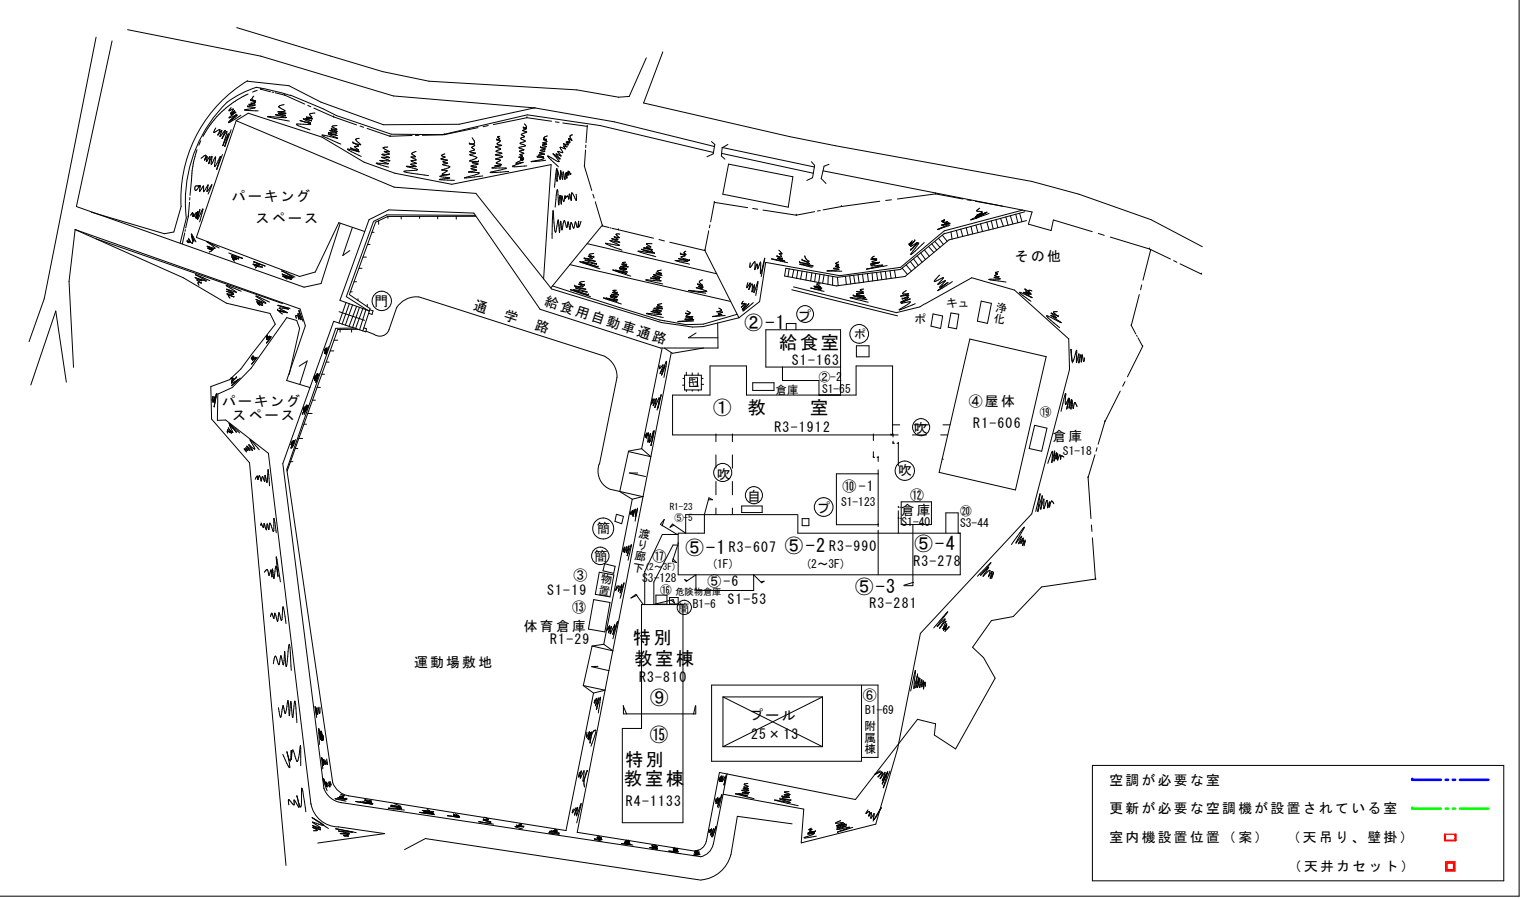 パーキング
スペース
その他
門
通学路
給食用自動車通路
キュ
ポ
浄化
②-1
プ
給食室
S1-163
ポ
②-2
S1-65
倉庫
① 教室
R3-1912
④屋体
R1-606
⑲
倉庫
S1-18
パーキング
スペース
吹
吹
吹
自
プ
⑩-1
S1-123
⑫
倉庫
S1-40
⑳
S3-44
R1-23
⑤-5
簡
簡
渡り廊下
⑤-1 R3-607
(1F)
⑤-2 R3-990
(2～3F)
⑤-4
R3-278
⑰
(2～3F)
S3-128
⑤-6
S1-53
⑤-3
R3-281
③
S1-19
物置
⑬
体育倉庫
R1-29
⑯
危険物倉庫
B1-6
簡
運動場敷地
特別
教室棟
R3-810
⑨
⑮
特別
教室棟
R4-1133
プール
25×13
⑥
B1-69
附属棟
空調が必要な室
更新が必要な空調機が設置されている室
室内機設置位置（案） （天吊り、壁掛）
（天井カセット）